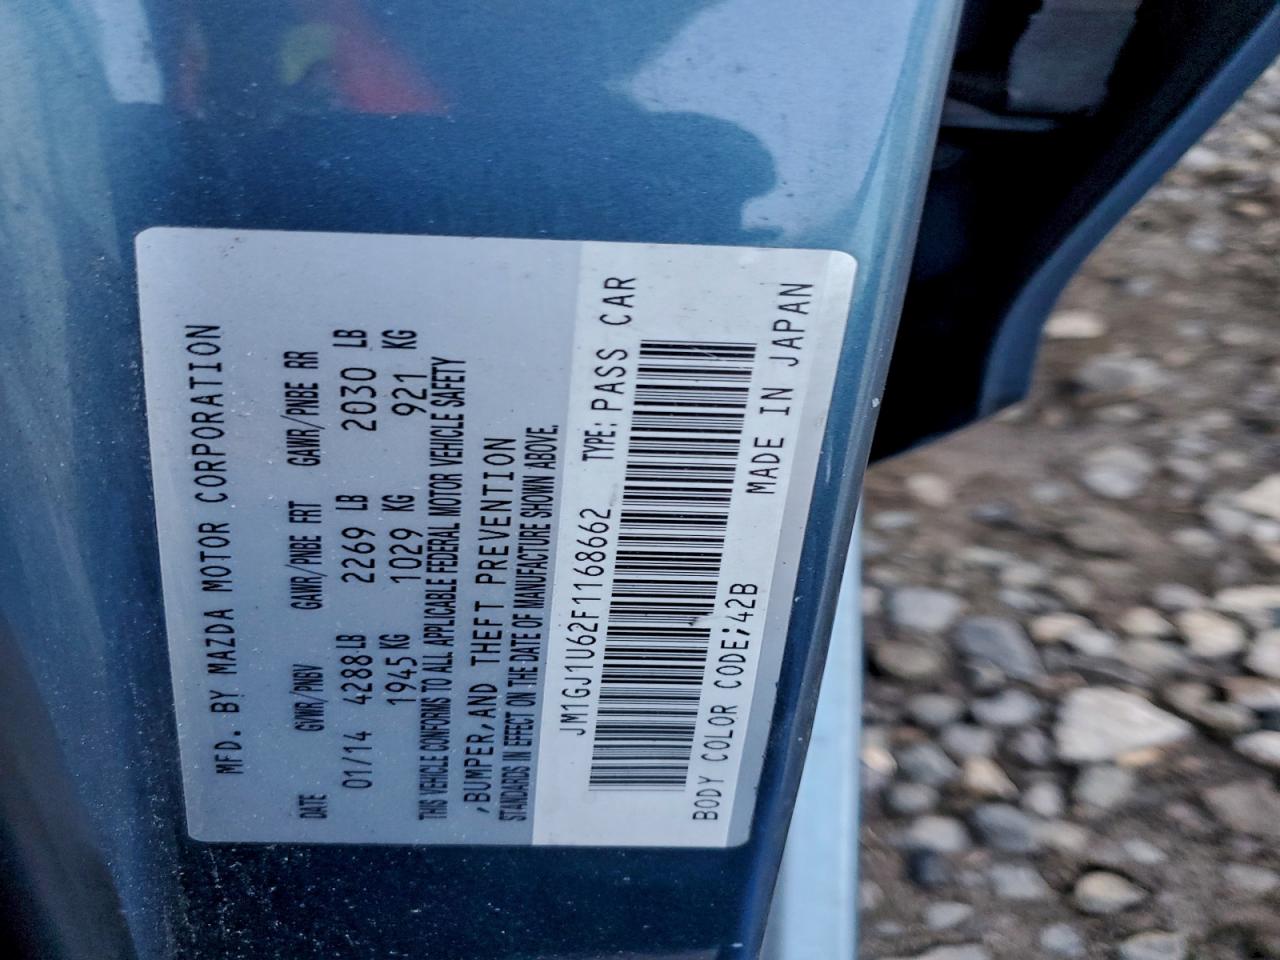 MFD. BY MAZDA MOTOR CORPORATION
DATE GVWR/PNBV GAWR/PNBE FRT GAWR/PNBE RR
01/14 4288 LB 2269 LB 2030 LB
1945 KG 1029 KG 921 KG
THIS VEHICLE CONFORMS TO ALL APPLICABLE FEDERAL MOTOR VEHICLE SAFETY
,BUMPER,AND THEFT PREVENTION
STANDARDS IN EFFECT ON THE DATE OF MANUFACTURE SHOWN ABOVE.
JM1GJ1U62F1168662 TYPE: PASS CAR
BODY COLOR CODE;42B MADE IN JAPAN